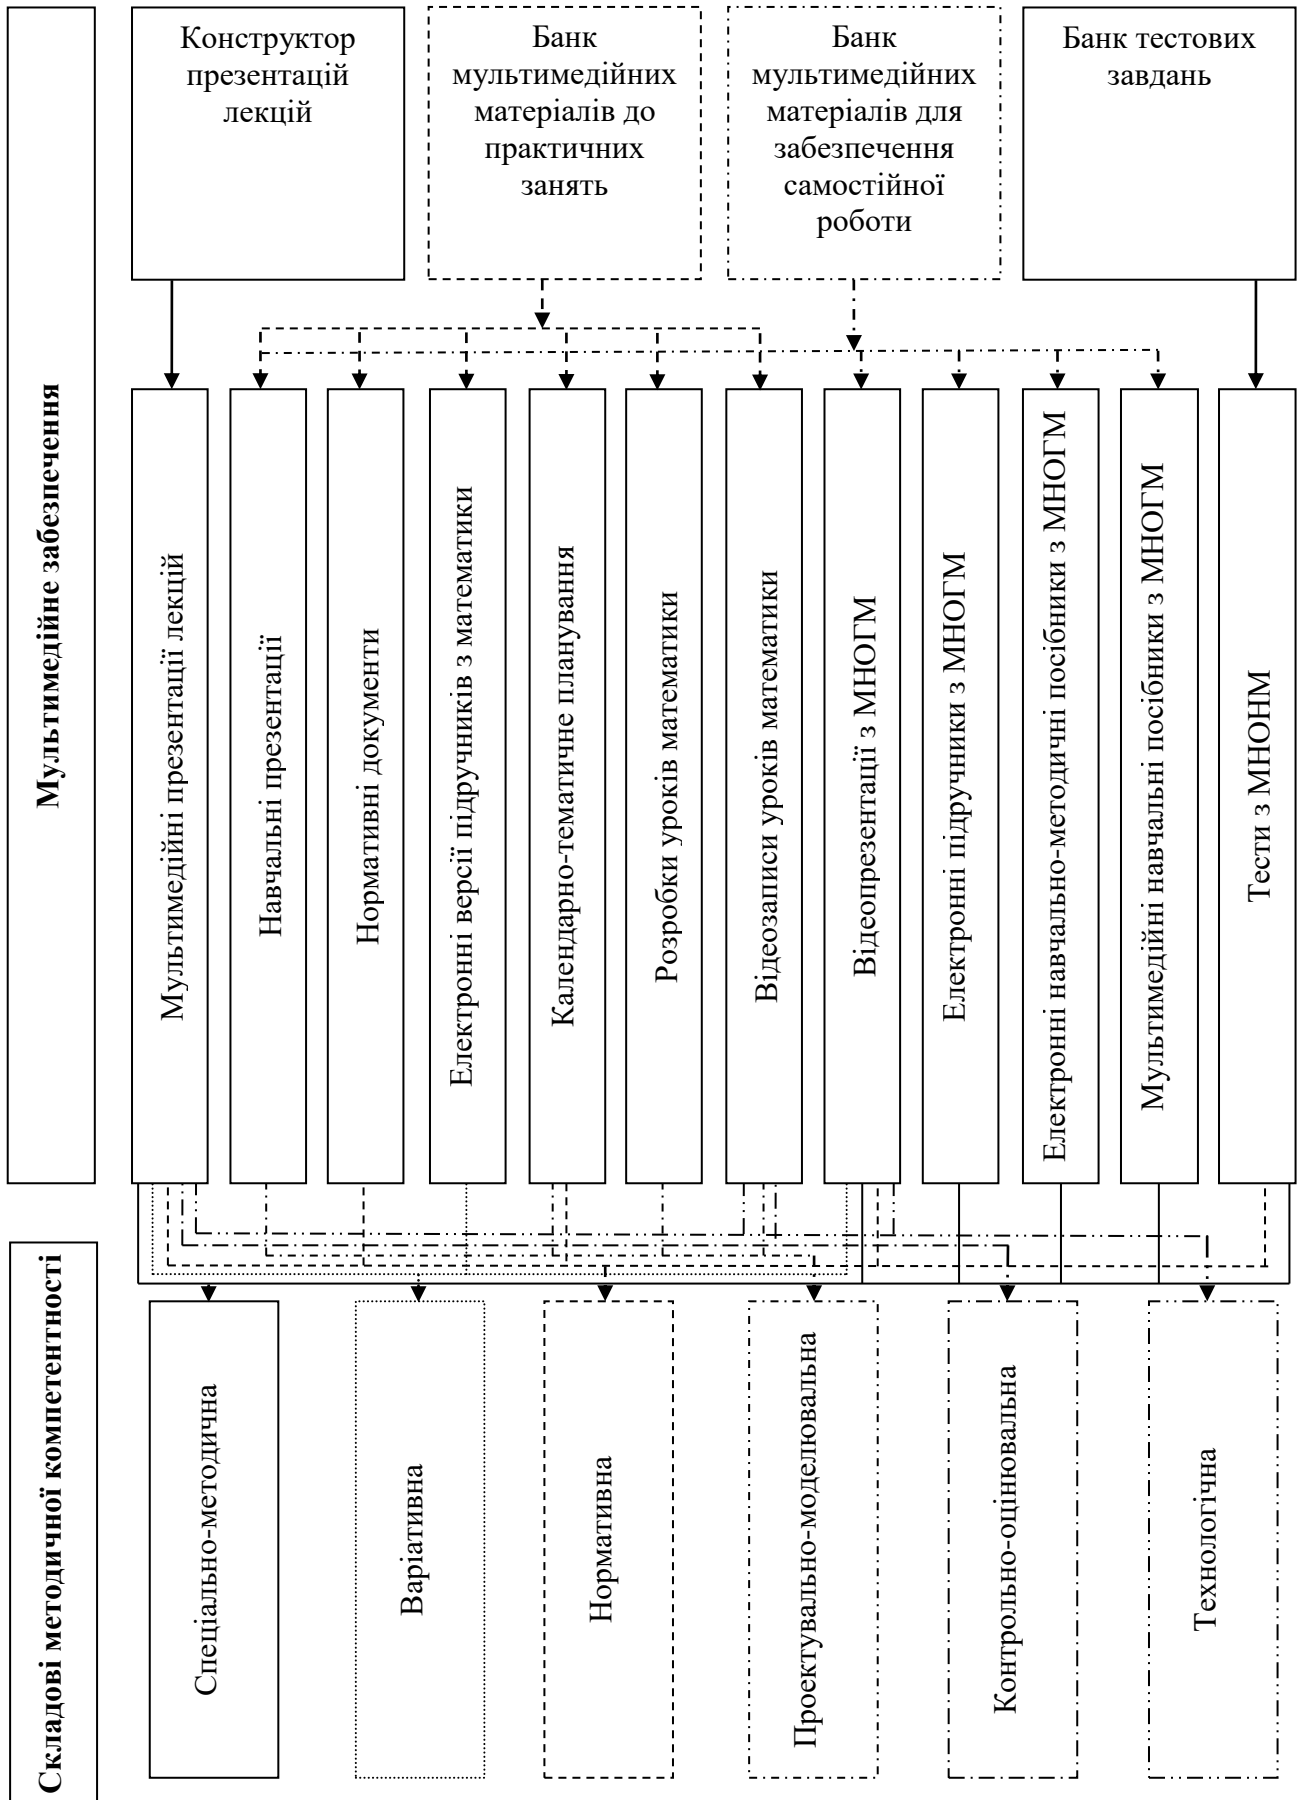 Мультимедійне забезпечення
Конструктор
презентацій
лекцій
Банк
мультимедійних
матеріалів до
практичних
занять
Банк
мультимедійних
матеріалів для
забезпечення
самостійної
роботи
Банк тестових
завдань
Мультимедійні презентації лекцій
Навчальні презентації
Нормативні документи
Електронні версії підручників з математики
Календарно-тематичне планування
Розробки уроків математики
Відеозаписи уроків математики
Відеопрезентації з МНОГМ
Електронні підручники з МНОГМ
Електронні навчально-методичні посібники з МНОГМ
Мультимедійні навчальні посібники з МНОГМ
Тести з МНОНМ
Складові методичної компетентності
Спеціально-методична
Варіативна
Нормативна
Проектувально-моделювальна
Контрольно-оцінювальна
Технологічна